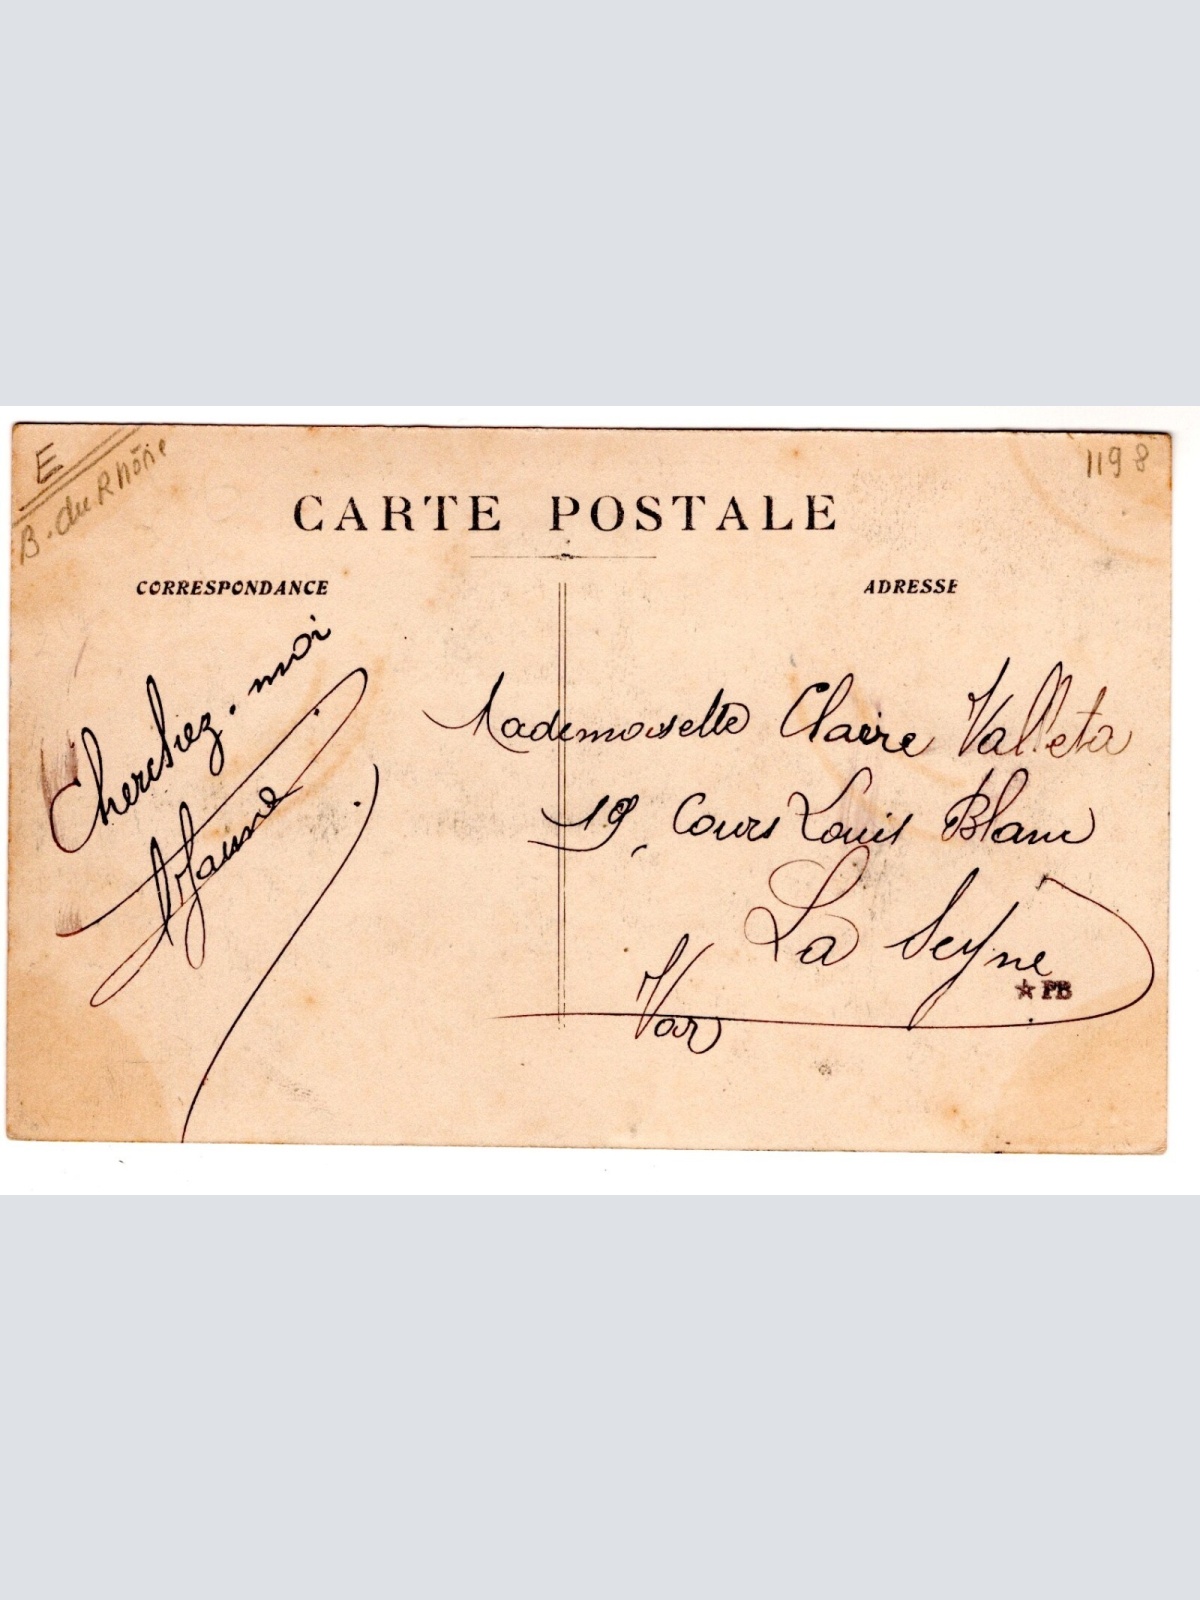 E
B. du Rhône
1198
CARTE POSTALE
CORRESPONDANCE
ADRESSE
Cherchez-moi
Mademoiselle Claire Valleta
19, Cours Louis Blanc
La Seyne
Var
★ PB